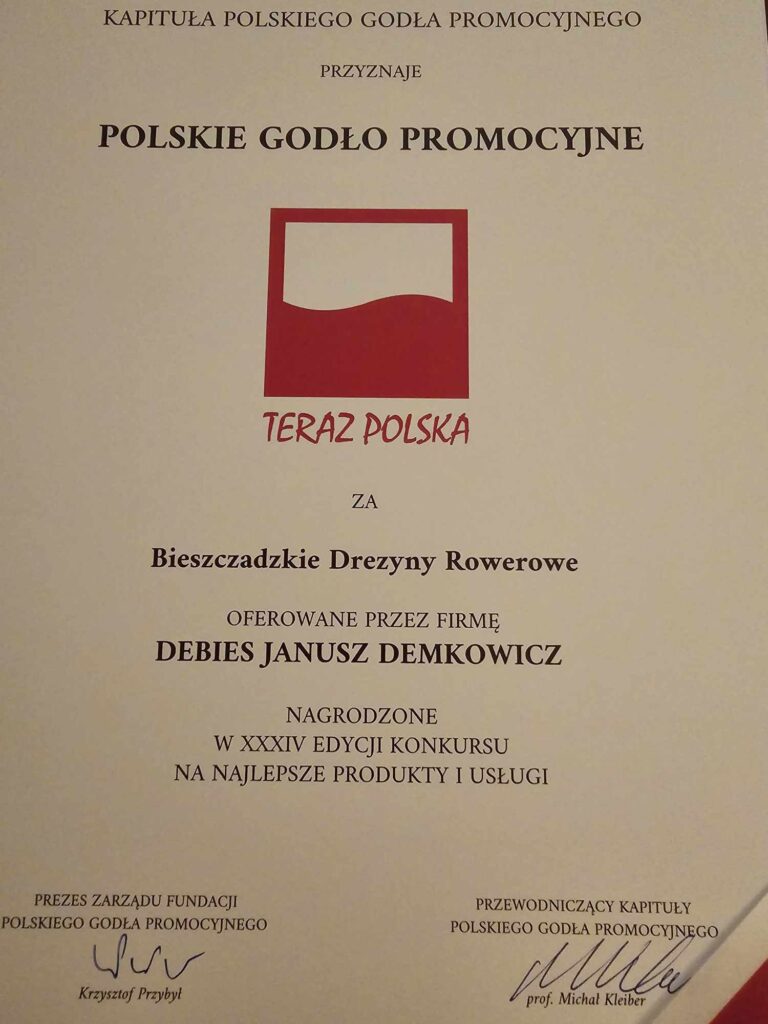 KAPITUŁA POLSKIEGO GODŁA PROMOCYJNEGO
PRZYZNAJE
POLSKIE GODŁO PROMOCYJNE
TERAZ POLSKA
ZA
Bieszczadzkie Drezyny Rowerowe
OFEROWANE PRZEZ FIRMĘ
DEBIES JANUSZ DEMKOWICZ
NAGRODZONE
W XXXIV EDYCJI KONKURSU
NA NAJLEPSZE PRODUKTY I USŁUGI
PREZES ZARZĄDU FUNDACJI
POLSKIEGO GODŁA PROMOCYJNEGO
Krzysztof Przybył
PRZEWODNICZĄCY KAPITUŁY
POLSKIEGO GODŁA PROMOCYJNEGO
prof. Michał Kleiber